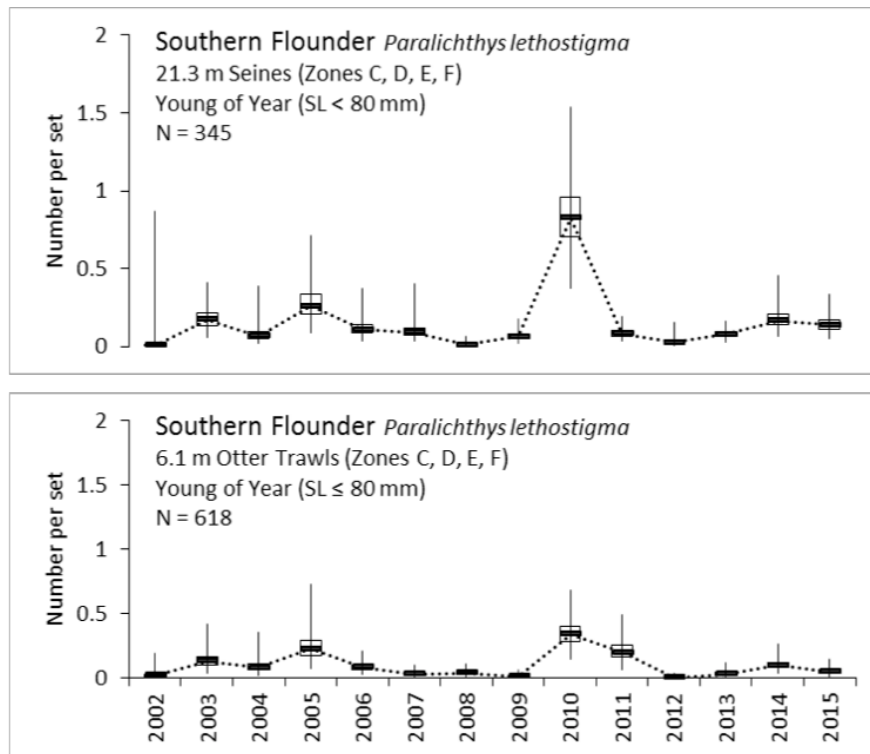 2
Southern Flounder Paralichthys lethostigma
21.3 m Seines (Zones C, D, E, F)
1.5
Young of Year (SL < 80 mm)
N = 345
Number per set
1
0.5
0
2
Southern Flounder Paralichthys lethostigma
6.1 m Otter Trawls (Zones C, D, E, F)
1.5
Young of Year (SL ≤ 80 mm)
N = 618
Number per set
1
0.5
0
2002
2003
2004
2005
2006
2007
2008
2009
2010
2011
2012
2013
2014
2015